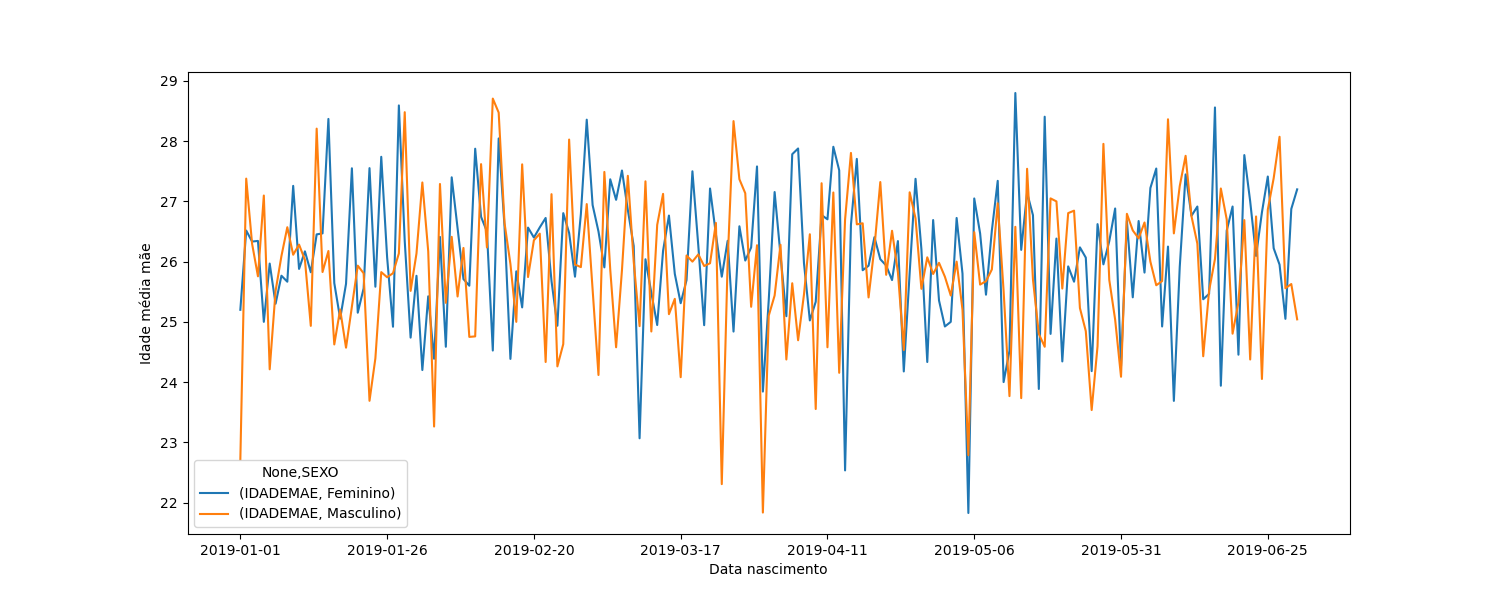 29
28
27
26
25
24
23
22
Idade média mãe
None,SEXO
(IDADEMAE, Feminino)
(IDADEMAE, Masculino)
2019-01-01 2019-01-26 2019-02-20 2019-03-17 2019-04-11 2019-05-06 2019-05-31 2019-06-25
Data nascimento